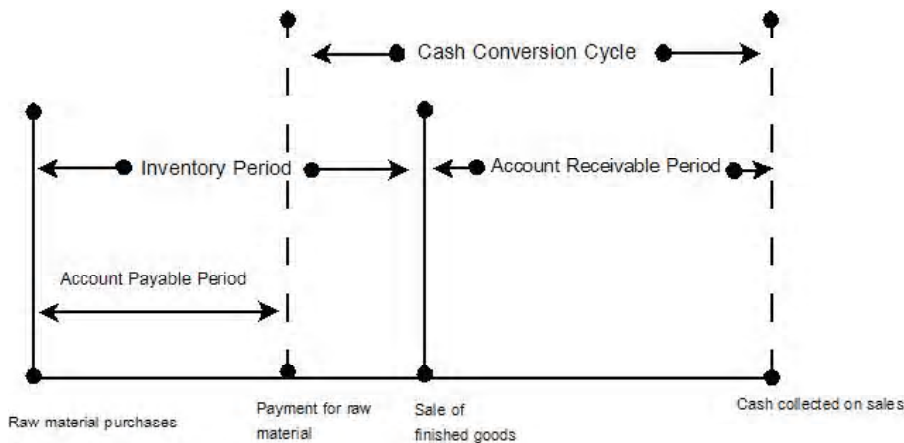 Cash Conversion Cycle
Inventory Period
Account Receivable Period
Account Payable Period
Raw material purchases
Payment for raw
material
Sale of
finished goods
Cash collected on sales